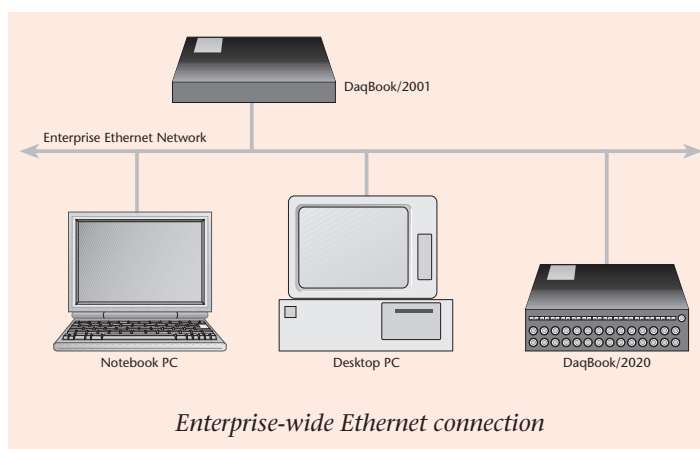 DaqBook/2001
Enterprise Ethernet Network
Notebook PC
Desktop PC
DaqBook/2020
Enterprise-wide Ethernet connection